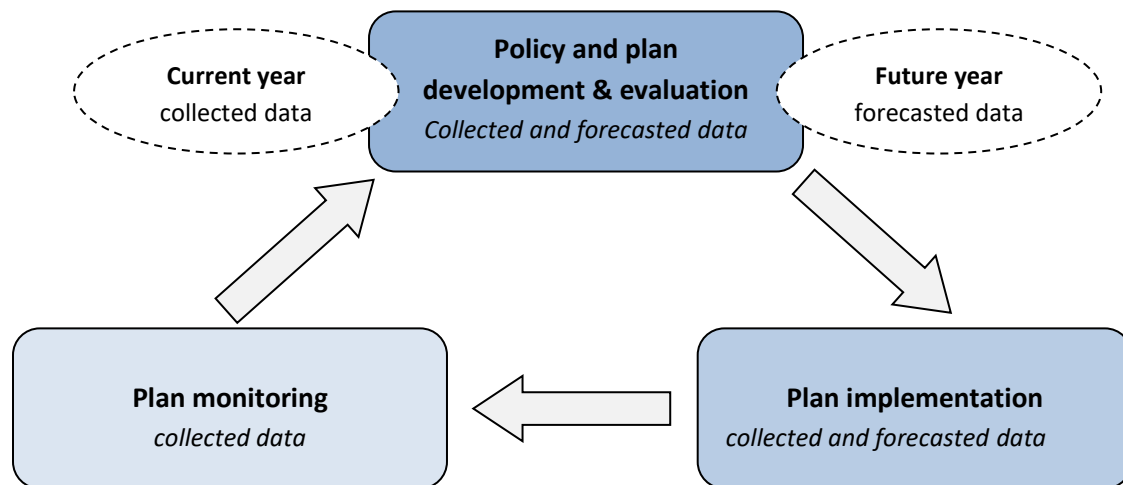 Current year
collected data
Policy and plan
development & evaluation
Collected and forecasted data
Future year
forecasted data
Plan monitoring
collected data
Plan implementation
collected and forecasted data